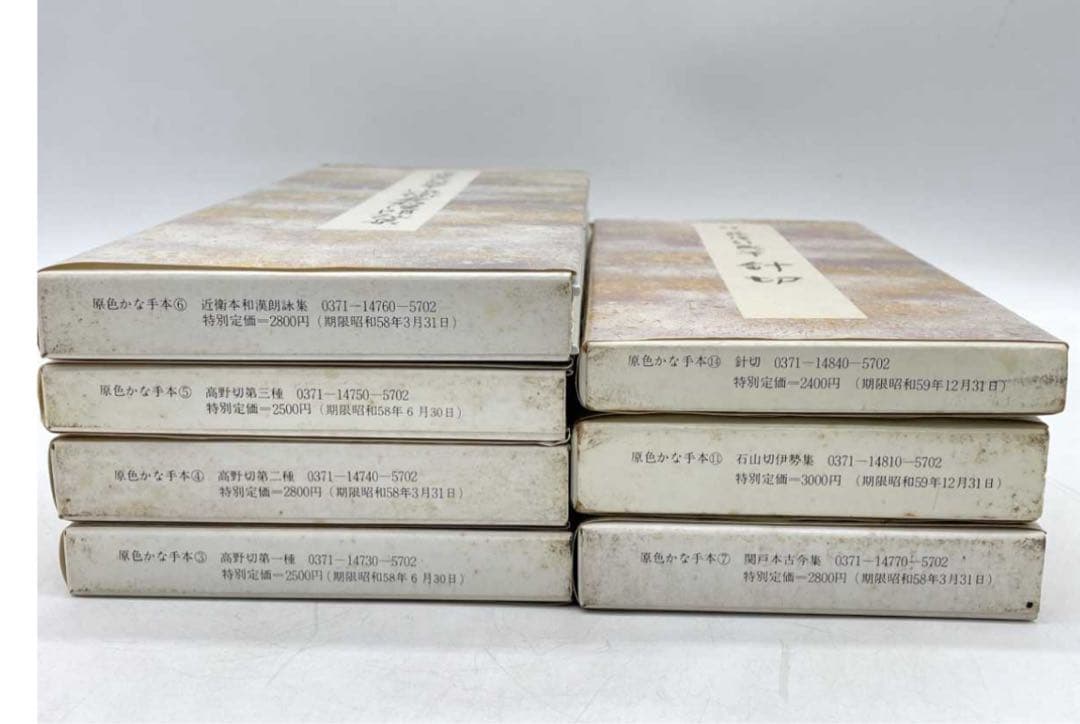 原色かな手本⑥ 近衛本和漢朗詠集 0371―14760―5702
特別定価＝2800円（期限昭和58年3月31日）
原色かな手本⑤ 高野切第三種 0371―14750―5702
特別定価＝2500円（期限昭和58年6月30日）
原色かな手本④ 高野切第二種 0371―14740―5702
特別定価＝2800円（期限昭和58年3月31日）
原色かな手本③ 高野切第一種 0371―14730―5702
特別定価＝2500円（期限昭和58年6月30日）
原色かな手本⑭ 針切 0371―14840―5702
特別定価＝2400円（期限昭和59年12月31日）
原色かな手本⑪ 石山切伊勢集 0371―14810―5702
特別定価＝3000円（期限昭和59年12月31日）
原色かな手本⑦ 関戸本古今集 0371―14770―5702
特別定価＝2800円（期限昭和58年3月31日）